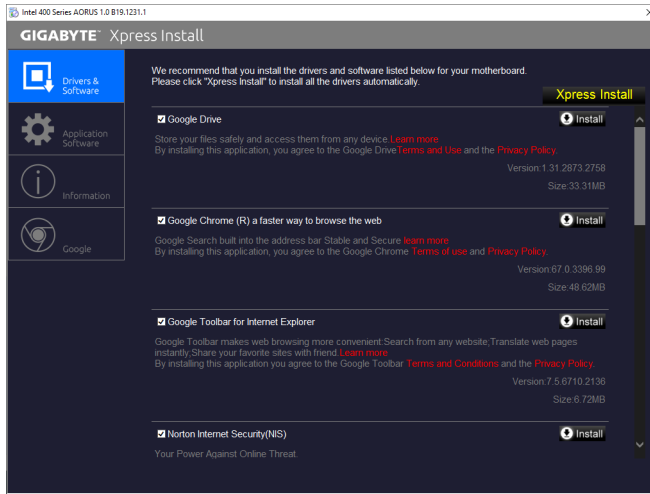 Intel 400 Series AORUS 1.0 B19.1231.1
GIGABYTE™ Xpress Install
Drivers &
Software
Application
Software
Information
Google
We recommend that you install the drivers and software listed below for your motherboard.
Please click "Xpress Install" to install all the drivers automatically.
Xpress Install
Google Drive
Install
Store your files safely and access them from any device.Learn more
By installing this application, you agree to the Google DriveTerms and Use and the Privacy Policy.
Version:1.31.2873.2758
Size:33.31MB
Google Chrome (R) a faster way to browse the web
Install
Google Search built into the address bar Stable and Secure learn more
By installing this application, you agree to the Google Chrome Terms of use and Privacy Policy.
Version:67.0.3396.99
Size:48.62MB
Google Toolbar for Internet Explorer
Install
Google Toolbar makes web browsing more convenient:Search from any website;Translate web pages
instantly;Share your favorite sites with friend.Learn more
By installing this application you agree to the Google Toolbar Terms and Conditions and the Privacy Policy.
Version:7.5.6710.2136
Size:6.72MB
Norton Internet Security(NIS)
Install
Your Power Against Online Threat.